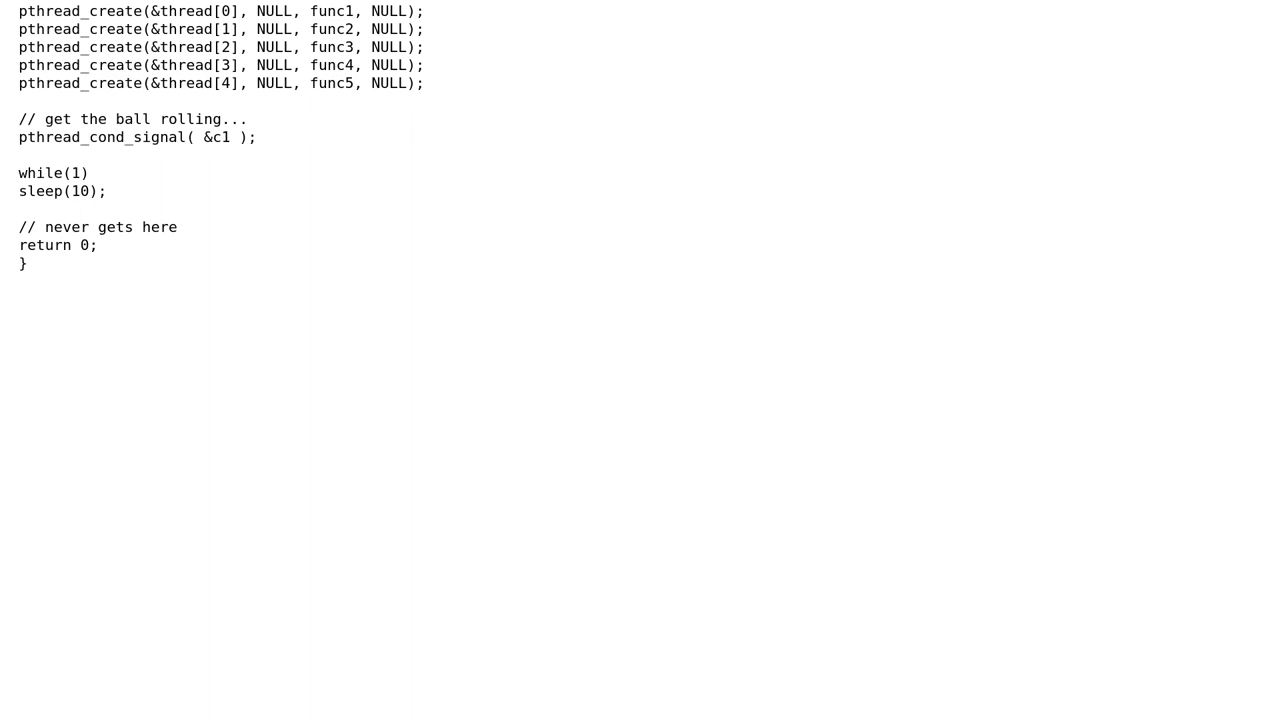 pthread_create(&thread[0], NULL, func1, NULL);
pthread_create(&thread[1], NULL, func2, NULL);
pthread_create(&thread[2], NULL, func3, NULL);
pthread_create(&thread[3], NULL, func4, NULL);
pthread_create(&thread[4], NULL, func5, NULL);
// get the ball rolling...
pthread_cond_signal( &c1 );
while(1)
sleep(10);
// never gets here
return 0;
}